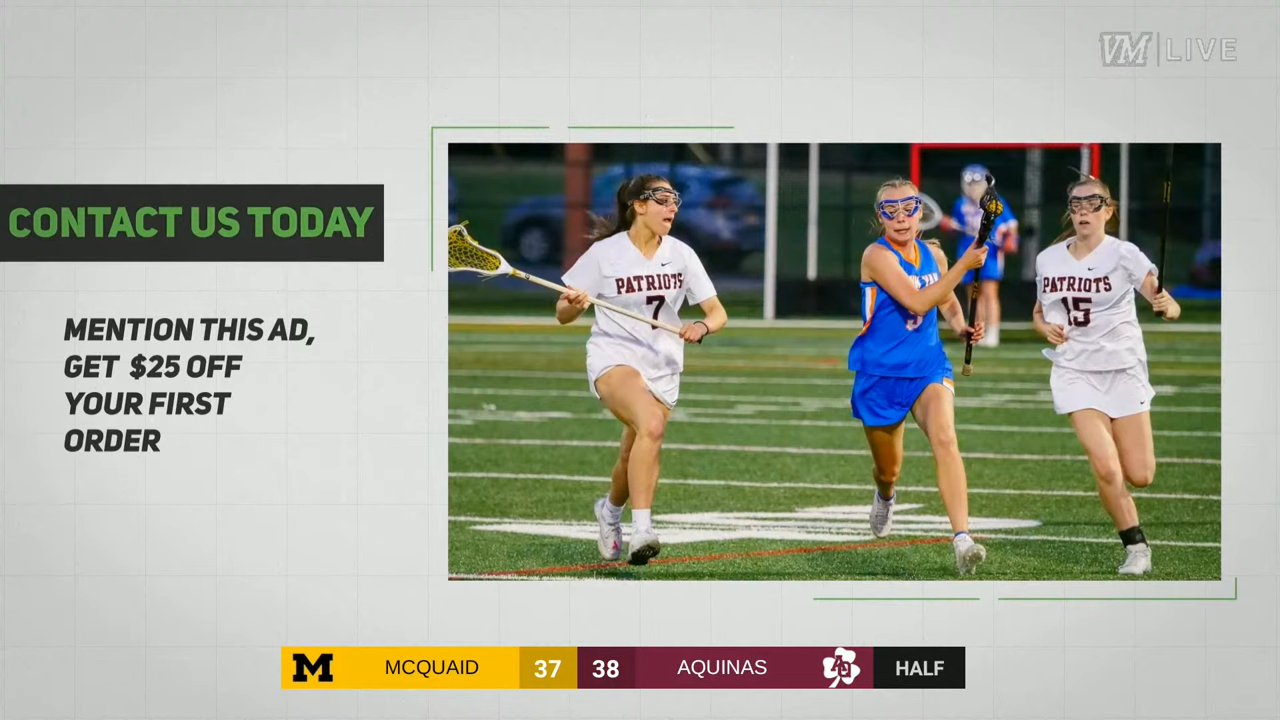 VM LIVE
CONTACT US TODAY
MENTION THIS AD,
GET $25 OFF
YOUR FIRST
ORDER
PATRIOTS
7
PATRIOTS
15
M MCQUAID 37 38 AQUINAS AQ HALF